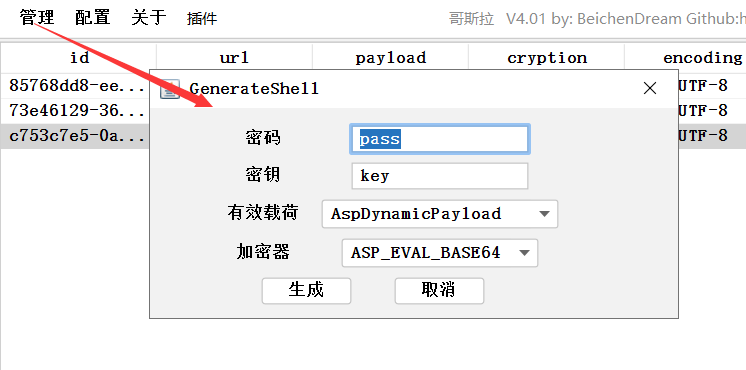 管理 配置 关于 插件 哥斯拉 V4.01 by: BeichenDream Github:h
id url payload cryption encoding
85768dd8-ee... UTF-8
73e46129-36... UTF-8
c753c7e5-0a... UTF-8
GenerateShell
密码 pass
密钥 key
有效载荷 AspDynamicPayload
加密器 ASP_EVAL_BASE64
生成 取消